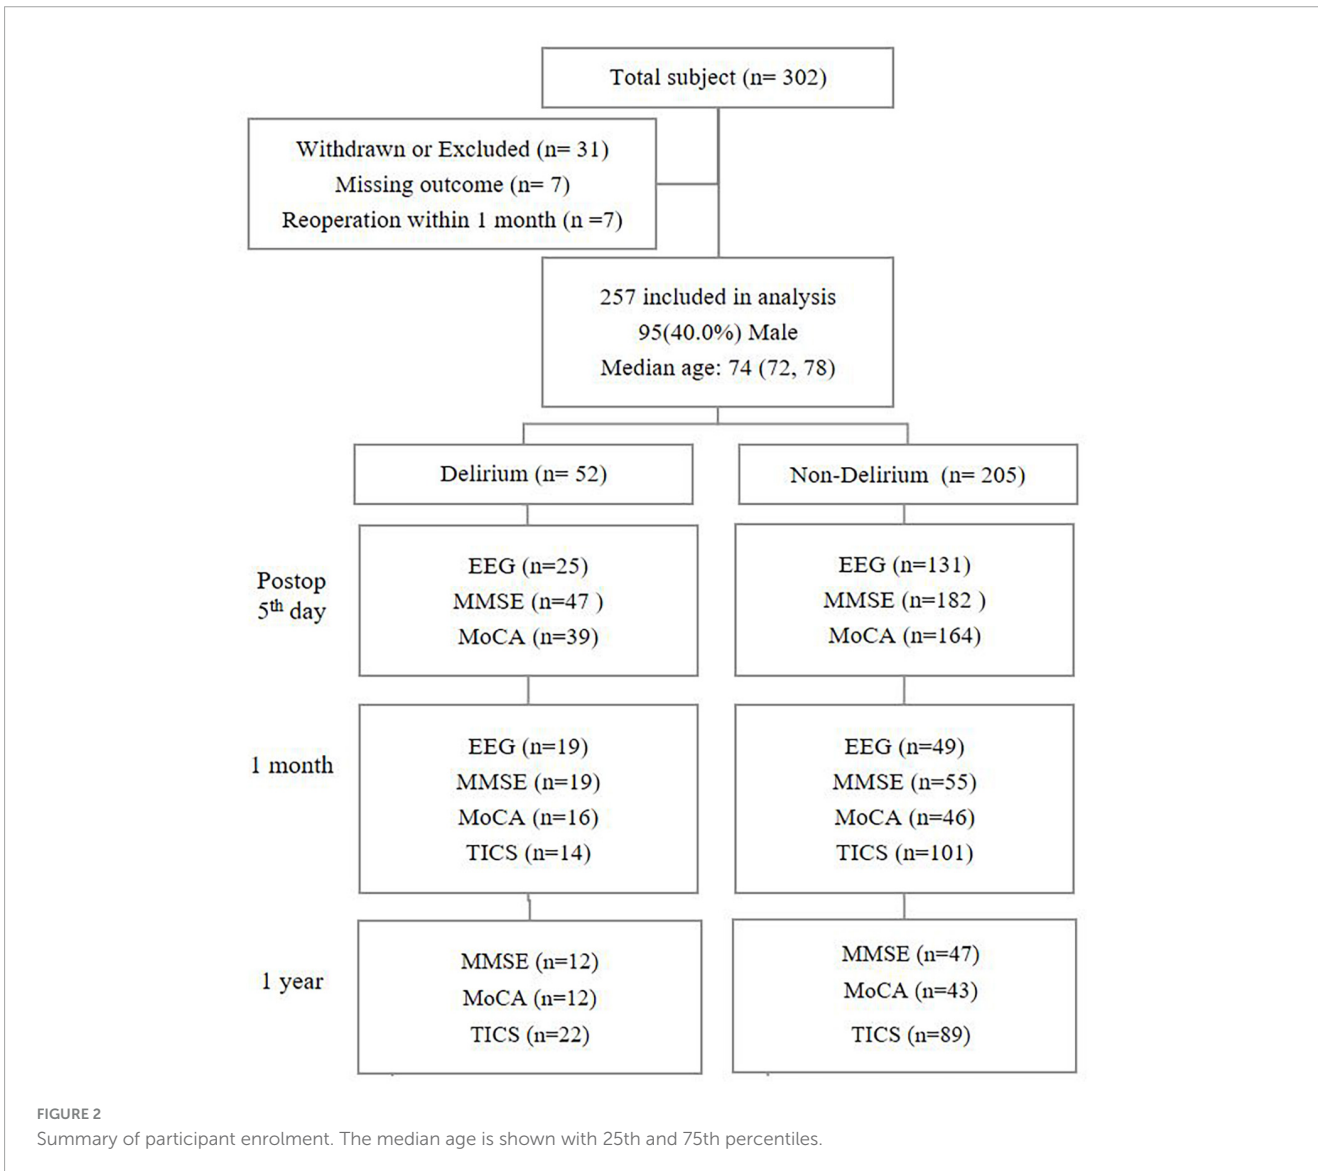 Total subject (n= 302)
Withdrawn or Excluded (n= 31)
Missing outcome (n= 7)
Reoperation within 1 month (n =7)
257 included in analysis
95(40.0%) Male
Median age: 74 (72, 78)
Delirium (n= 52)
Non-Delirium (n= 205)
Postop
5th day
EEG (n=25)
MMSE (n=47 )
MoCA (n=39)
EEG (n=131)
MMSE (n=182 )
MoCA (n=164)
1 month
EEG (n=19)
MMSE (n=19)
MoCA (n=16)
TICS (n=14)
EEG (n=49)
MMSE (n=55)
MoCA (n=46)
TICS (n=101)
1 year
MMSE (n=12)
MoCA (n=12)
TICS (n=22)
MMSE (n=47)
MoCA (n=43)
TICS (n=89)
FIGURE 2
Summary of participant enrolment. The median age is shown with 25th and 75th percentiles.